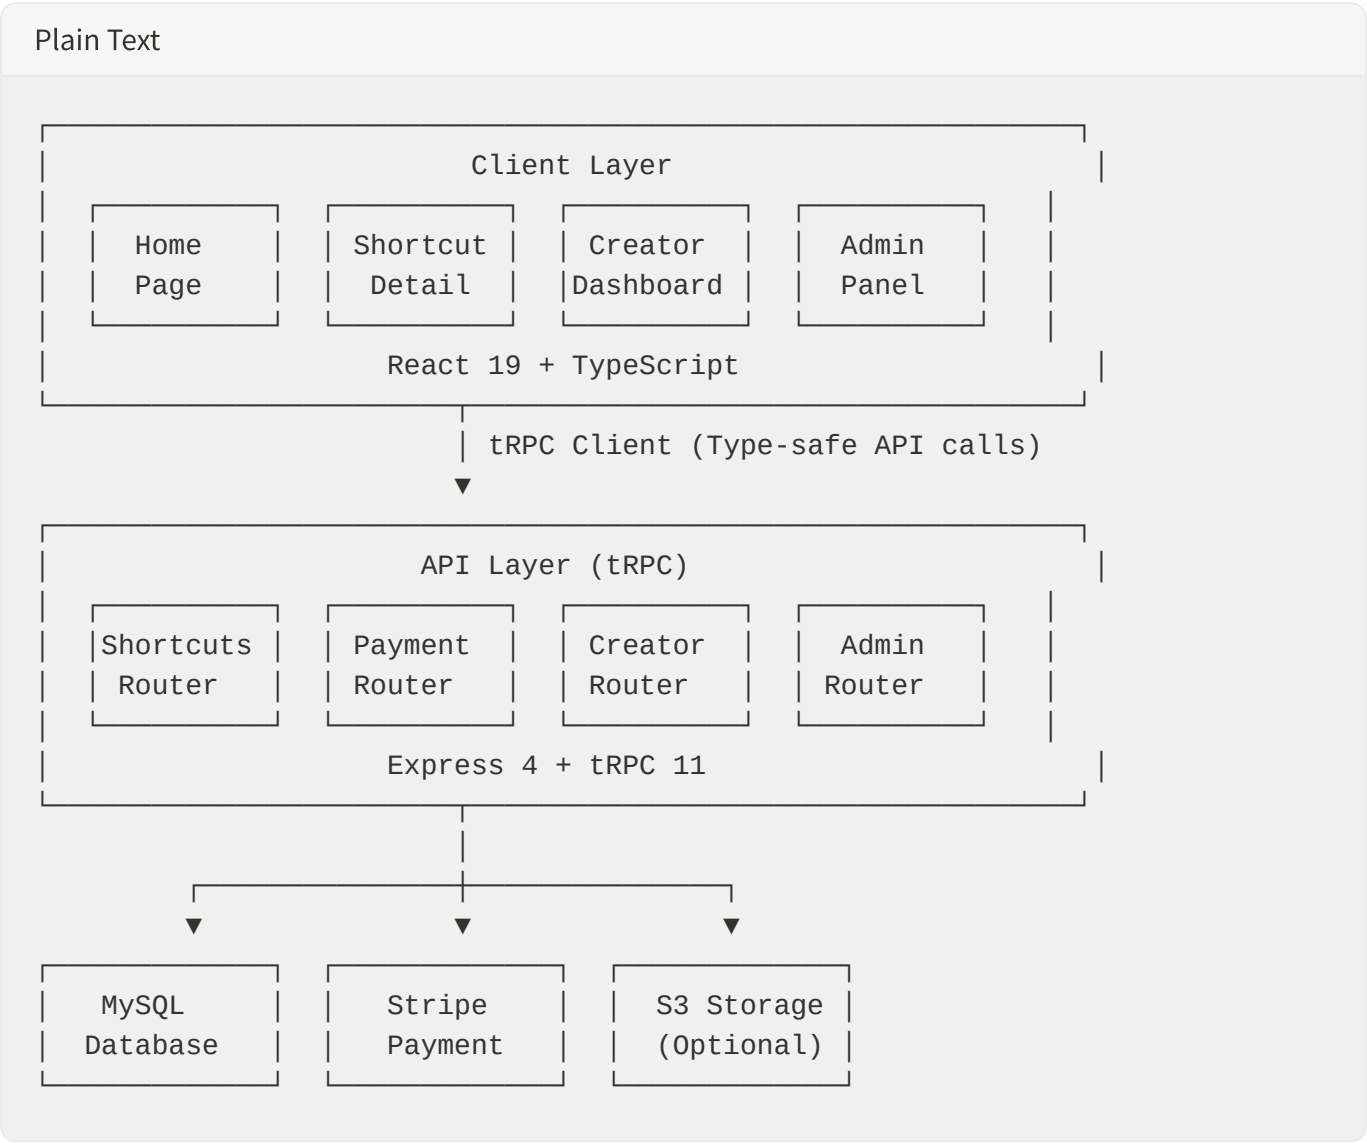 Plain Text
Client Layer
Home Shortcut Creator Admin
Page Detail Dashboard Panel
React 19 + TypeScript
tRPC Client (Type-safe API calls)
API Layer (tRPC)
Shortcuts Payment Creator Admin
Router Router Router Router
Express 4 + tRPC 11
MySQL Stripe S3 Storage
Database Payment (Optional)